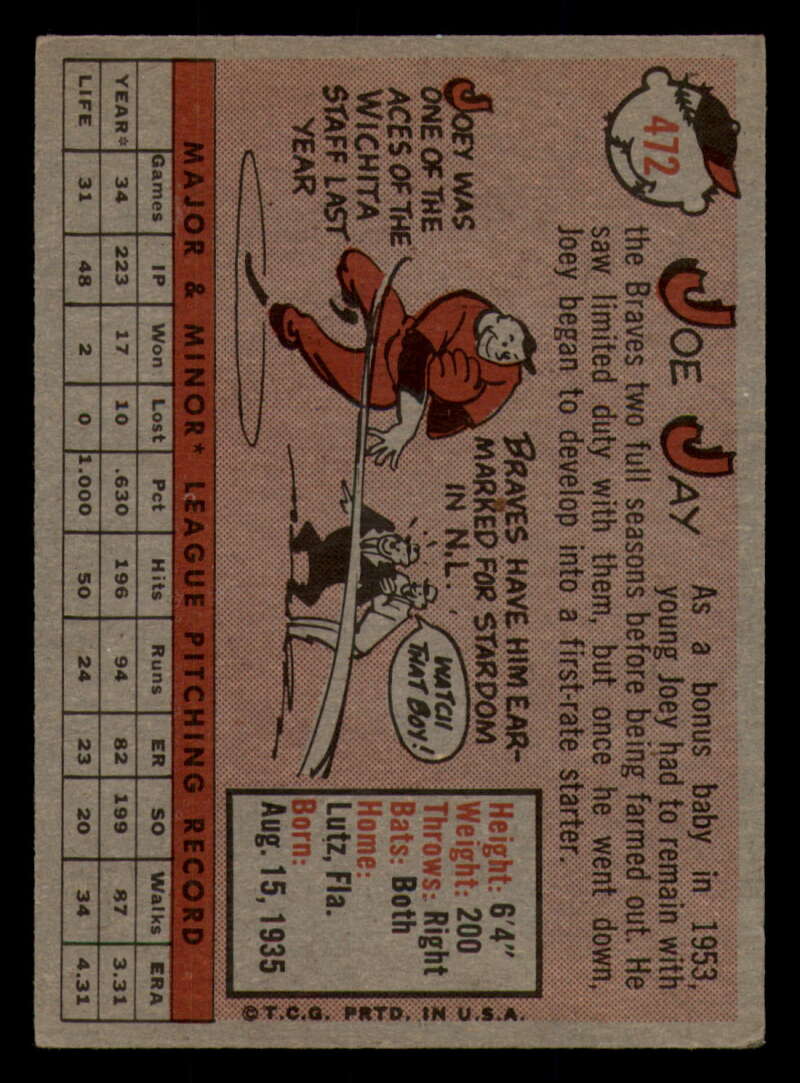 472
JOE JAY
As a bonus baby in 1953,
young Joey had to remain with
the Braves two full seasons before being farmed out. He
saw limited duty with them, but once he went down,
Joey began to develop into a first-rate starter.
JOEY WAS
ONE OF THE
ACES OF THE
WICHITA
STAFF LAST
YEAR
BRAVES HAVE HIM EAR-
MARKED FOR STARDOM
IN N.L.
WATCH
THAT BOY!
Height: 6'4"
Weight: 200
Throws: Right
Bats: Both
Home:
Lutz, Fla.
Born:
Aug. 15, 1935
© T.C.G. PRTD. IN U.S.A.
MAJOR & MINOR* LEAGUE PITCHING RECORD
Games IP Won Lost Pct Hits Runs ER SO Walks ERA
YEAR* 34 223 17 10 .630 196 94 82 199 87 3.31
LIFE 31 48 2 0 1.000 50 24 23 20 34 4.31